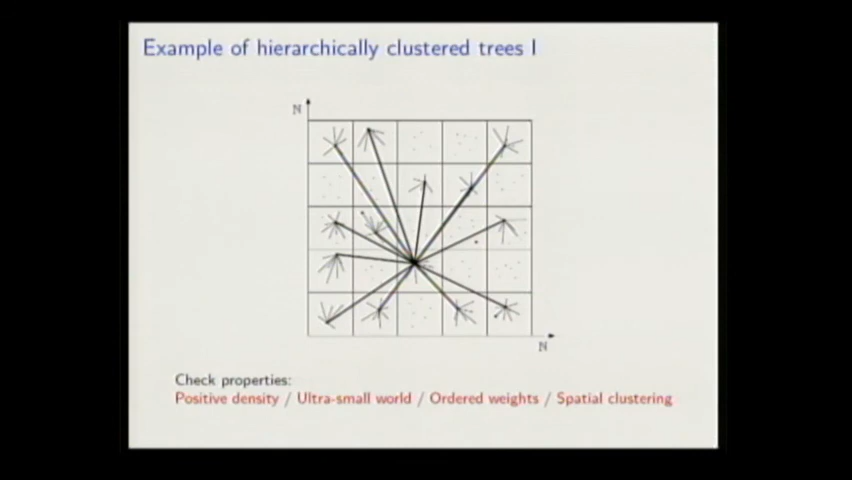 Example of hierarchically clustered trees I
N
N
Check properties:
Positive density / Ultra-small world / Ordered weights / Spatial clustering